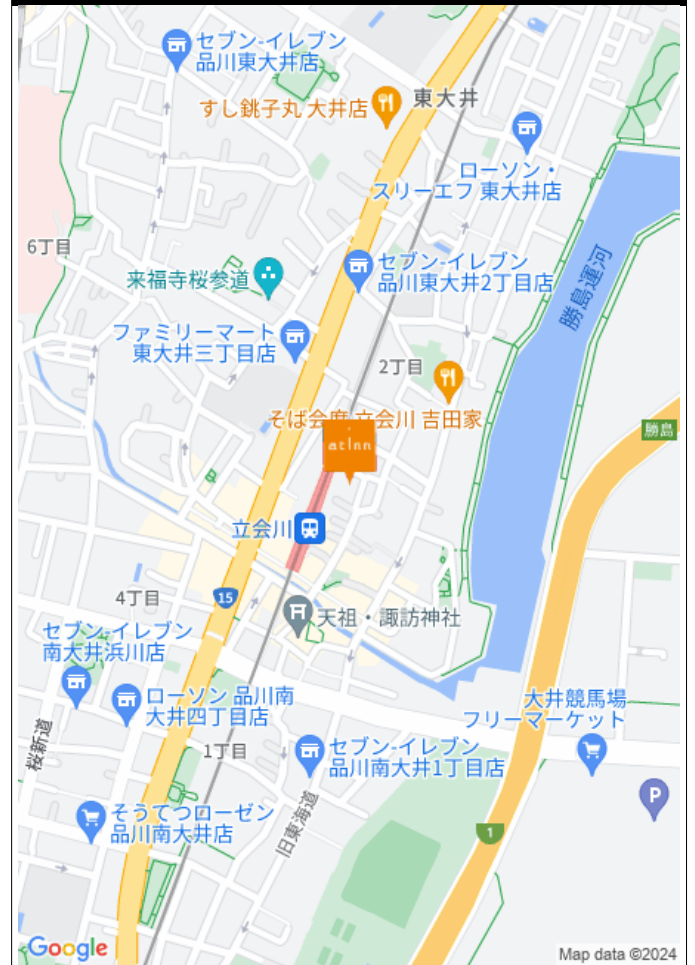 セブン-イレブン
品川東大井店
すし銚子丸 大井店
東大井
ローソン・
スリーエフ 東大井店
6丁目
来福寺桜参道
セブン-イレブン
品川東大井2丁目店
勝島運河
ファミリーマート
東大井三丁目店
2丁目
そば会席 立会川 吉田家
atinn
勝島
立会川
15
4丁目
天祖・諏訪神社
セブン-イレブン
南大井浜川店
ローソン 品川南
大井四丁目店
大井競馬場
フリーマーケット
桜新道
1丁目
セブン-イレブン
品川南大井1丁目店
P
そうてつローゼン
品川南大井店
旧東海道
1
Google
Map data ©2024